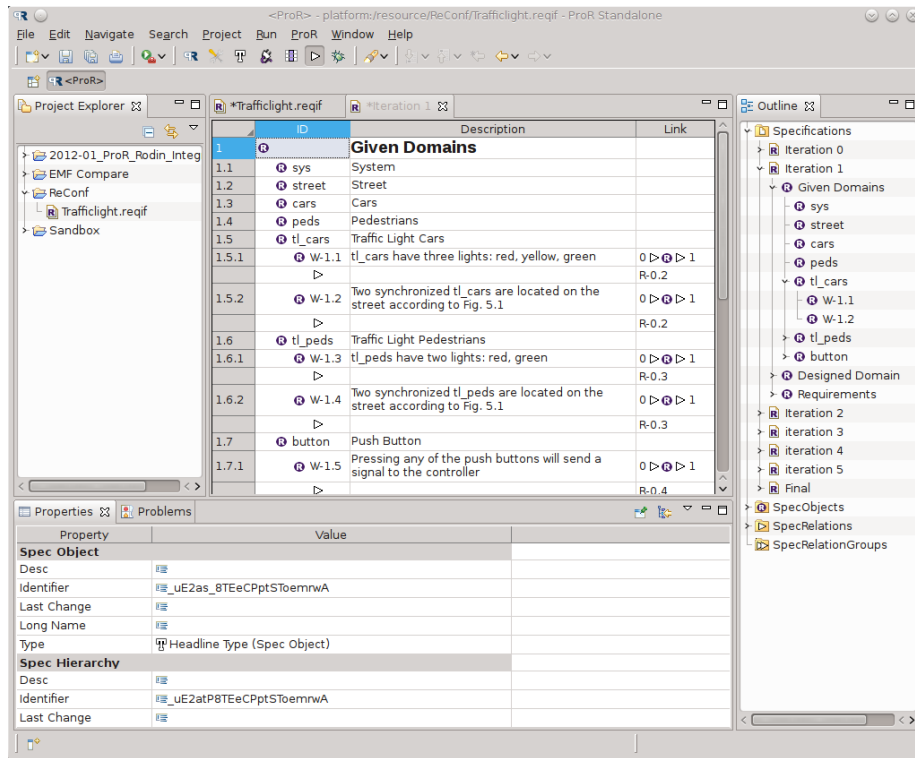 <ProR> - platform:/resource/ReConf/Trafficlight.reqif - ProR Standalone
File Edit Navigate Search Project Run ProR Window Help
<ProR>
Project Explorer
2012-01_ProR_Rodin_Integ
EMF Compare
ReConf
Trafficlight.reqif
Sandbox
*Trafficlight.reqif *Iteration 1
ID Description Link
1 Given Domains
1.1 sys System
1.2 street Street
1.3 cars Cars
1.4 peds Pedestrians
1.5 tl_cars Traffic Light Cars
1.5.1 W-1.1 tl_cars have three lights: red, yellow, green 0 ▷ R ▷ 1
▷ R-0.2
1.5.2 W-1.2 Two synchronized tl_cars are located on the
street according to Fig. 5.1 0 ▷ R ▷ 1
▷ R-0.2
1.6 tl_peds Traffic Light Pedestrians
1.6.1 W-1.3 tl_peds have two lights: red, green 0 ▷ R ▷ 1
▷ R-0.3
1.6.2 W-1.4 Two synchronized tl_peds are located on the
street according to Fig. 5.1 0 ▷ R ▷ 1
▷ R-0.3
1.7 button Push Button
1.7.1 W-1.5 Pressing any of the push buttons will send a
signal to the controller 0 ▷ R ▷ 1
▷ R-0.4
Outline
Specifications
Iteration 0
Iteration 1
Given Domains
sys
street
cars
peds
tl_cars
W-1.1
W-1.2
tl_peds
button
Designed Domain
Requirements
Iteration 2
iteration 3
iteration 4
iteration 5
Final
SpecObjects
SpecRelations
SpecRelationGroups
Properties Problems
Property Value
Spec Object
Desc
Identifier _uE2as_8TEeCPptSToemrwA
Last Change
Long Name
Type Headline Type (Spec Object)
Spec Hierarchy
Desc
Identifier _uE2atP8TEeCPptSToemrwA
Last Change